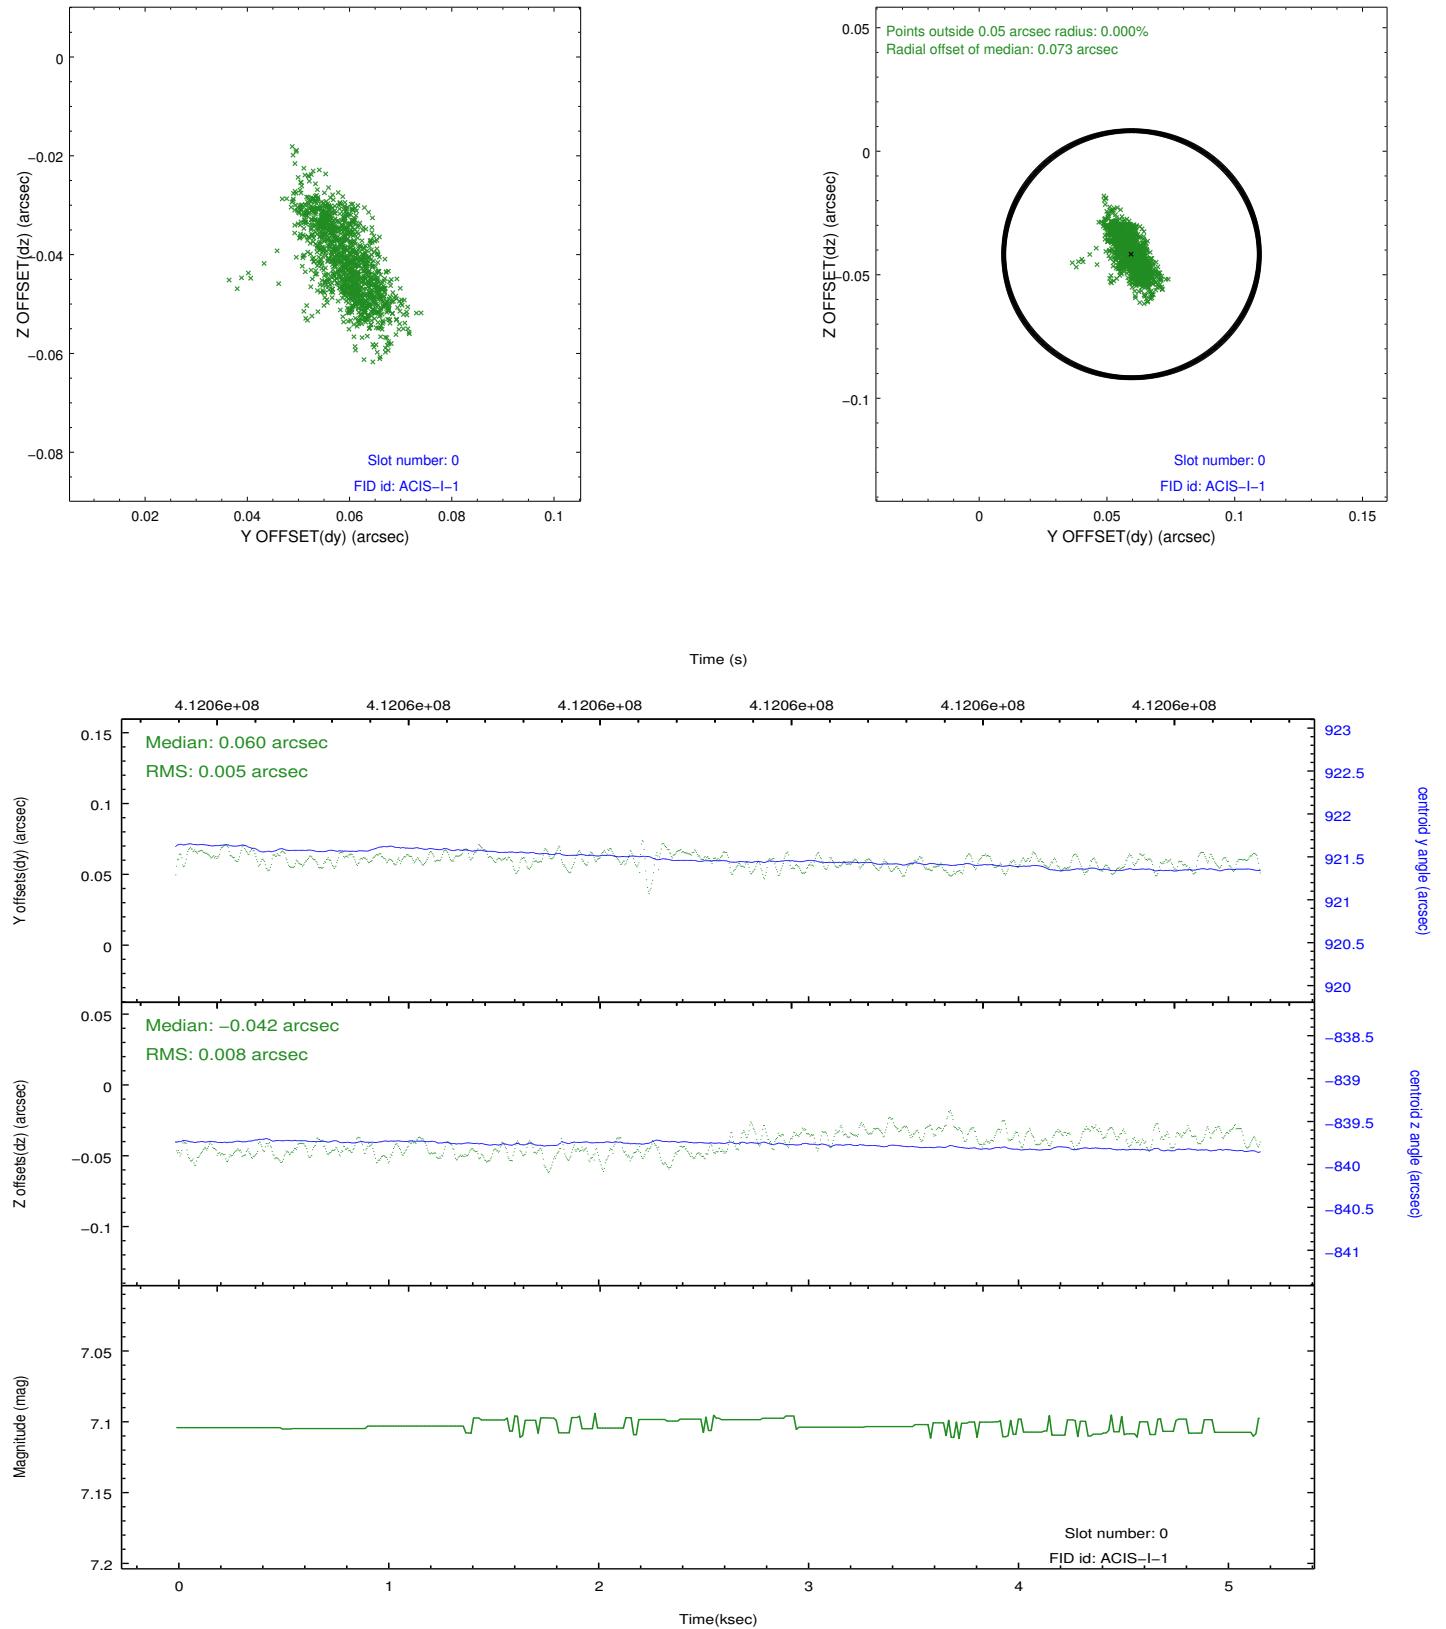 0
−0.02
−0.04
−0.06
−0.08
Z OFFSET(dz) (arcsec)
0.02
0.04
0.06
0.08
0.1
Y OFFSET(dy) (arcsec)
Slot number: 0
FID id: ACIS−I−1
Points outside 0.05 arcsec radius: 0.000%
Radial offset of median: 0.073 arcsec
0.05
0
−0.05
−0.1
Z OFFSET(dz) (arcsec)
0
0.05
0.1
0.15
Y OFFSET(dy) (arcsec)
Slot number: 0
FID id: ACIS−I−1
Time (s)
4.1206e+08
4.1206e+08
4.1206e+08
4.1206e+08
4.1206e+08
4.1206e+08
Median: 0.060 arcsec
RMS: 0.005 arcsec
0.15
0.1
0.05
0
Y offsets(dy) (arcsec)
923
922.5
922
921.5
921
920.5
920
centroid y angle (arcsec)
Median: −0.042 arcsec
RMS: 0.008 arcsec
0.05
0
−0.05
−0.1
Z offsets(dz) (arcsec)
−838.5
−839
−839.5
−840
−840.5
−841
centroid z angle (arcsec)
7.05
7.1
7.15
7.2
Magnitude (mag)
Slot number: 0
FID id: ACIS−I−1
0
1
2
3
4
5
Time(ksec)